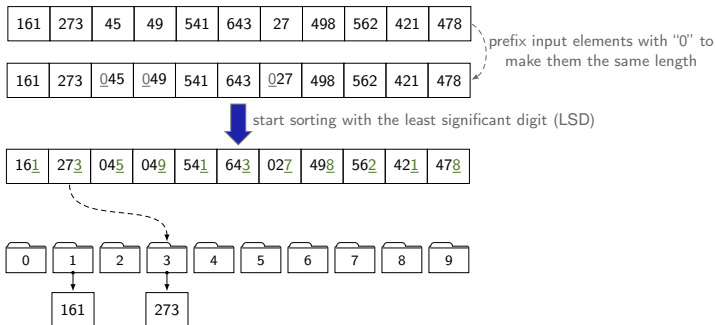 161 273 45 49 541 643 27 498 562 421 478
prefix input elements with “0” to
make them the same length
161 273 045 049 541 643 027 498 562 421 478
start sorting with the least significant digit (LSD)
161 273 045 049 541 643 027 498 562 421 478
0 1 2 3 4 5 6 7 8 9
161 273